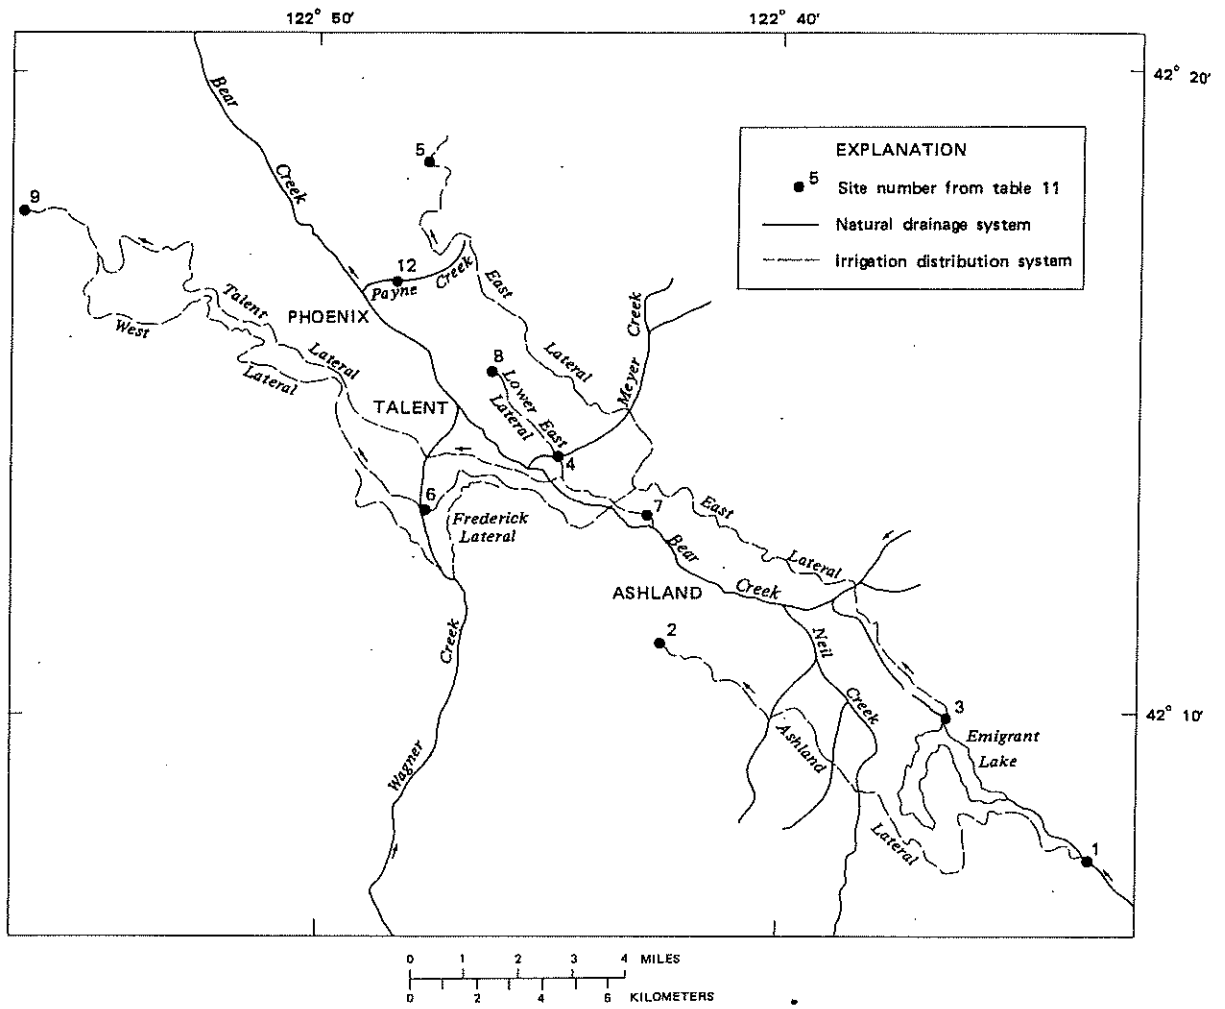 122° 50′
122° 40′
42° 20′
Bear
Creek
5
EXPLANATION
5 Site number from table 11
Natural drainage system
Irrigation distribution system
9
12
Payne
Creek
East
Lateral
PHOENIX
Talent
Lateral
West
Lateral
8
Lower East
Lateral
Meyer
Creek
TALENT
4
6
Frederick
Lateral
7
East
Lateral
Bear
Creek
ASHLAND
2
Neil
Creek
3
42° 10′
Emigrant
Lake
Ashland
Lateral
Wagner
Creek
1
0 1 2 3 4 MILES
0 2 4 6 KILOMETERS